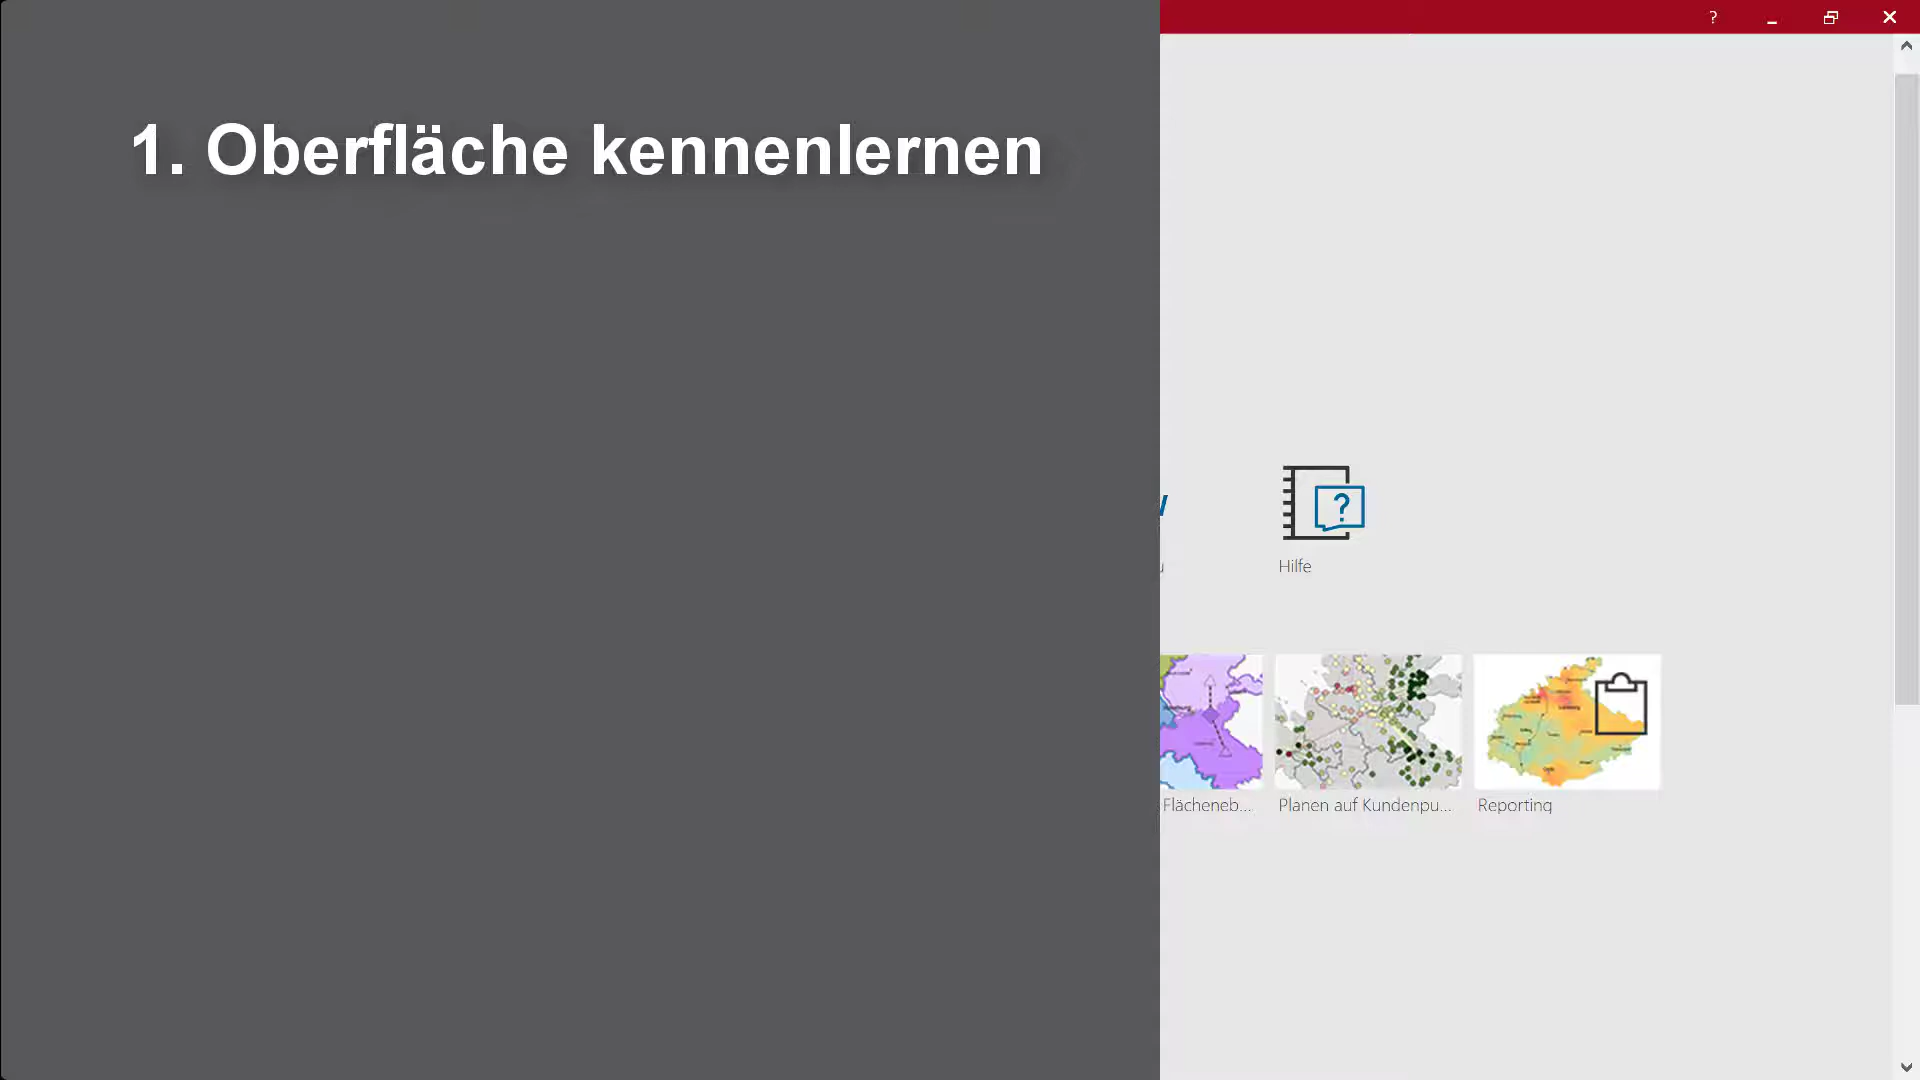 ?
1. Oberfläche kennenlernen
?
Hilfe
Flächeneb...
Planen auf Kundenpu...
Reporting